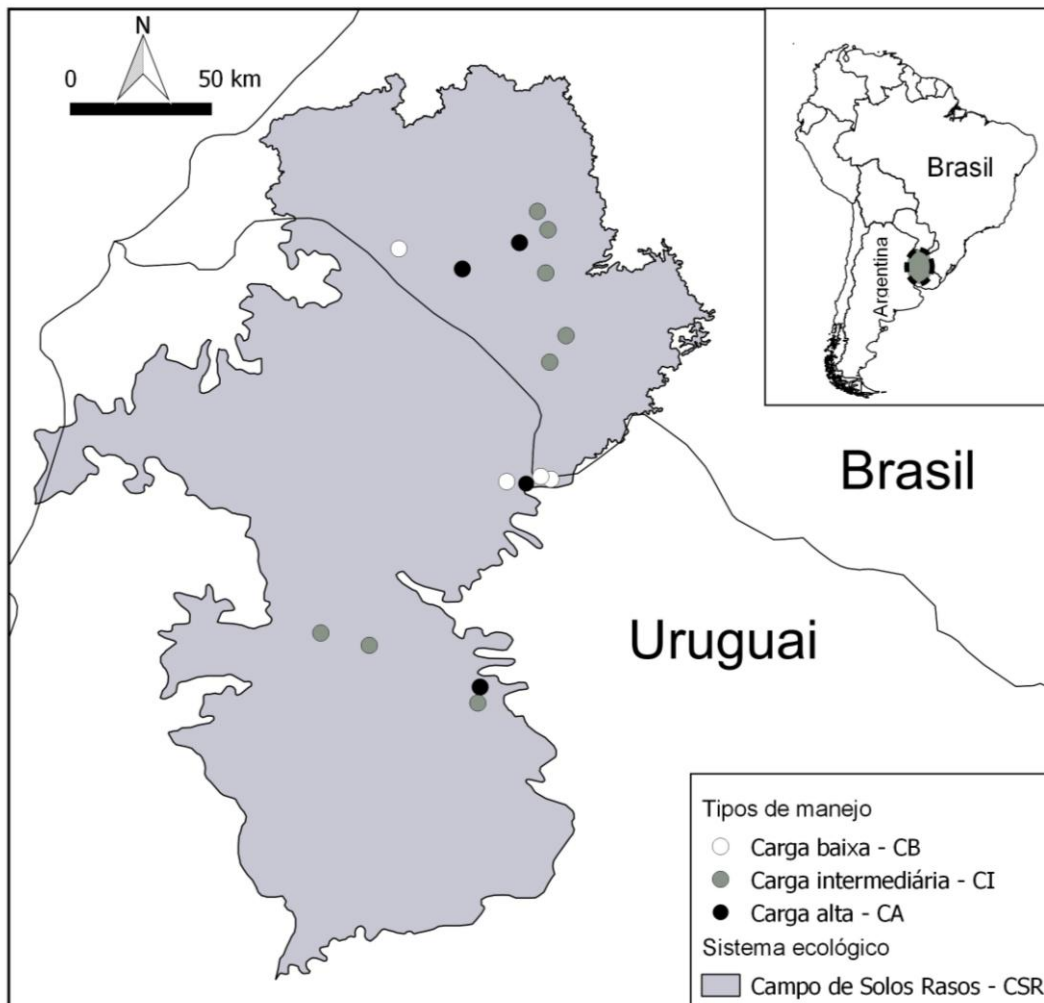 N
0 50 km
Brasil
Argentina
Brasil
Uruguai
Tipos de manejo
Carga baixa - CB
Carga intermediária - CI
Carga alta - CA
Sistema ecológico
Campo de Solos Rasos - CSR